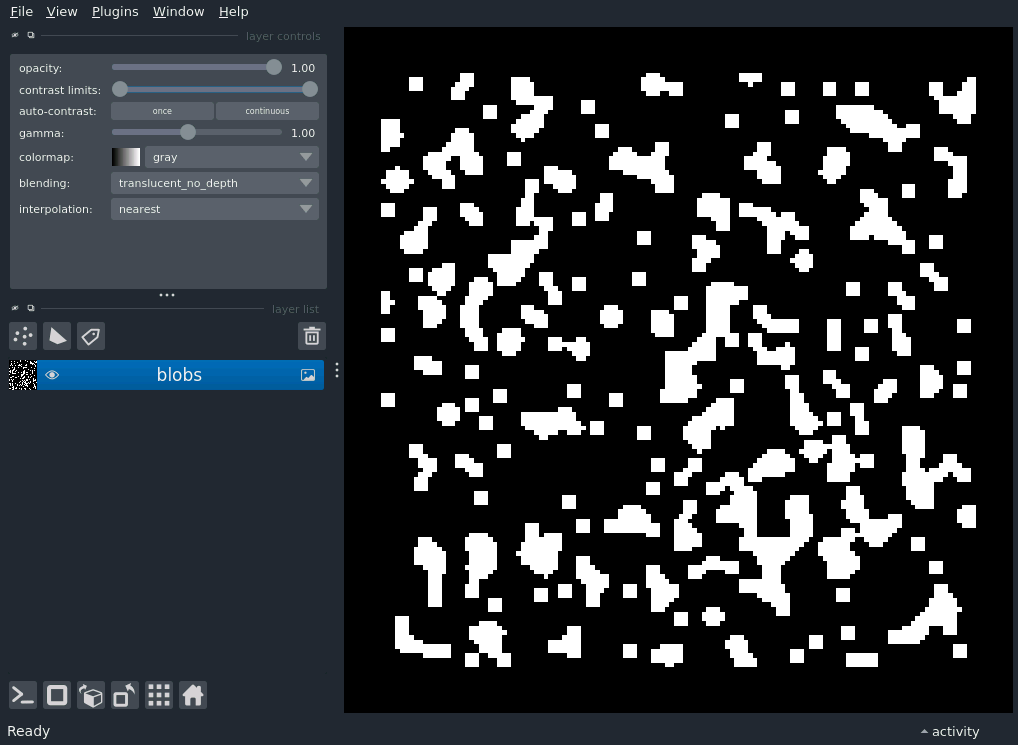 File View Plugins Window Help
layer controls
opacity: 1.00
contrast limits:
auto-contrast: once continuous
gamma: 1.00
colormap: gray
blending: translucent_no_depth
interpolation: nearest
layer list
blobs
Ready activity